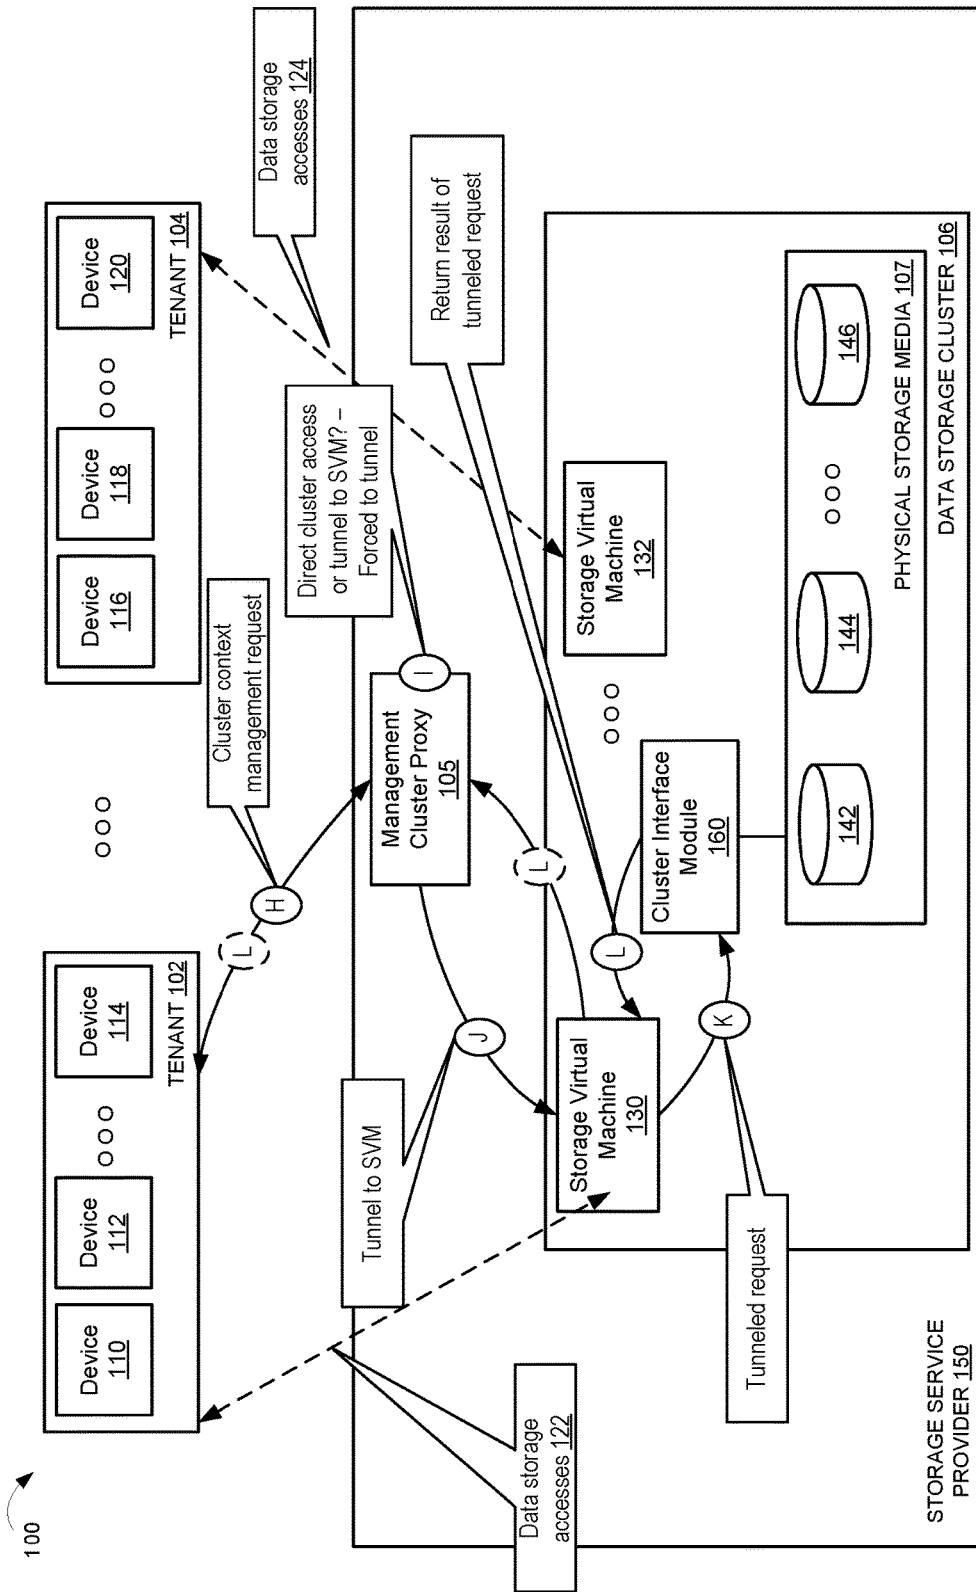 100
Device
110
Device
112
○○○
Device
114
TENANT 102
○○○
Device
116
Device
118
○○○
Device
120
TENANT 104
L
H
Cluster context
management request
Data storage
accesses 124
Direct cluster access
or tunnel to SVM? –
Forced to tunnel
I
Management
Cluster Proxy
105
Tunnel to SVM
J
L
Return result of
tunneled request
Data storage
accesses 122
Storage Virtual
Machine
130
L
○○○
Storage Virtual
Machine
132
K
Cluster Interface
Module
160
Tunneled request
142
144
○○○
146
PHYSICAL STORAGE MEDIA 107
DATA STORAGE CLUSTER 106
STORAGE SERVICE
PROVIDER 150